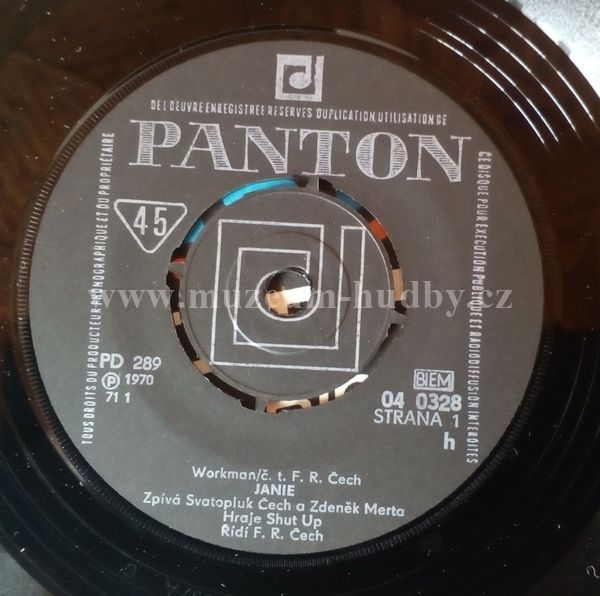 DE L'OEUVRE ENREGISTREE RESERVES DUPLICATION, UTILISATION DE
PANTON
TOUS DROITS DU PRODUCTEUR-PHONOGRAPHIQUE ET DU PROPRIÉTAIRE
CE DISQUE POUR EXECUTION PUBLIQUE ET RADIODIFFUSION INTERDITES
45
www.muzeum-hudby.cz
PD 289
Ⓟ 1970
71 1
BIEM
04 0328
STRANA 1
h
Workman/č. t. F. R. Čech
JANIE
Zpívá Svatopluk Čech a Zdeněk Merta
Hraje Shut Up
Řídí F. R. Čech